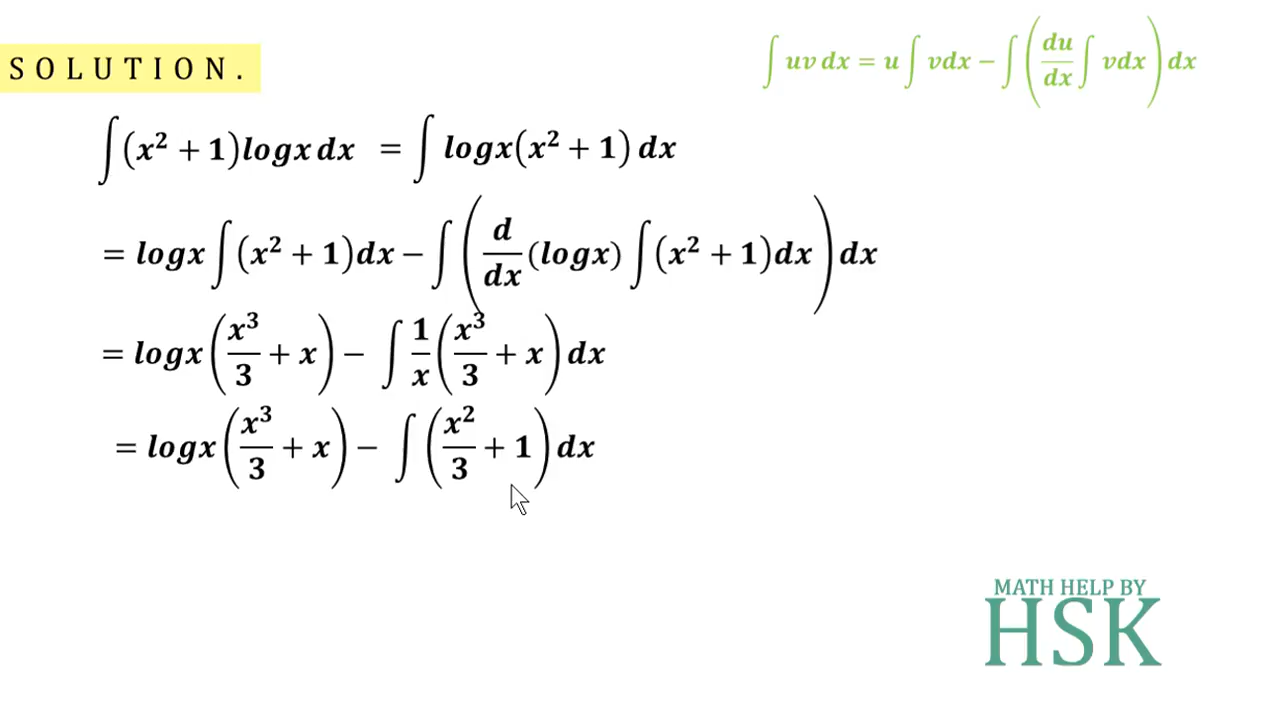 ∫ uv dx = u ∫ vdx − ∫ (du/dx ∫ vdx) dx
SOLUTION.
∫ (x² + 1)logx dx = ∫ logx(x² + 1) dx
= logx ∫ (x² + 1)dx − ∫ (d/dx (logx) ∫ (x² + 1)dx) dx
= logx (x³/3 + x) − ∫ 1/x (x³/3 + x) dx
= logx (x³/3 + x) − ∫ (x²/3 + 1) dx
MATH HELP BY
HSK